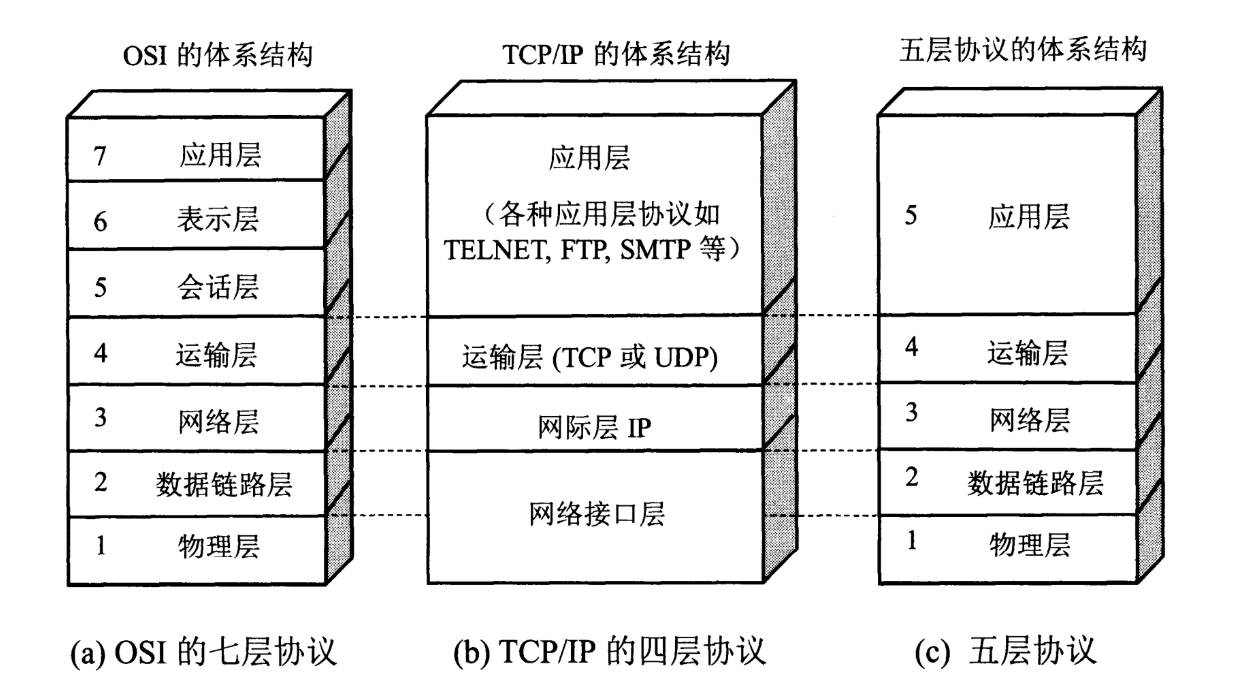 OSI 的体系结构
7 应用层
6 表示层
5 会话层
4 运输层
3 网络层
2 数据链路层
1 物理层
(a) OSI 的七层协议
TCP/IP 的体系结构
应用层
（各种应用层协议如
TELNET, FTP, SMTP 等）
运输层 (TCP 或 UDP)
网际层 IP
网络接口层
(b) TCP/IP 的四层协议
五层协议的体系结构
5 应用层
4 运输层
3 网络层
2 数据链路层
1 物理层
(c) 五层协议